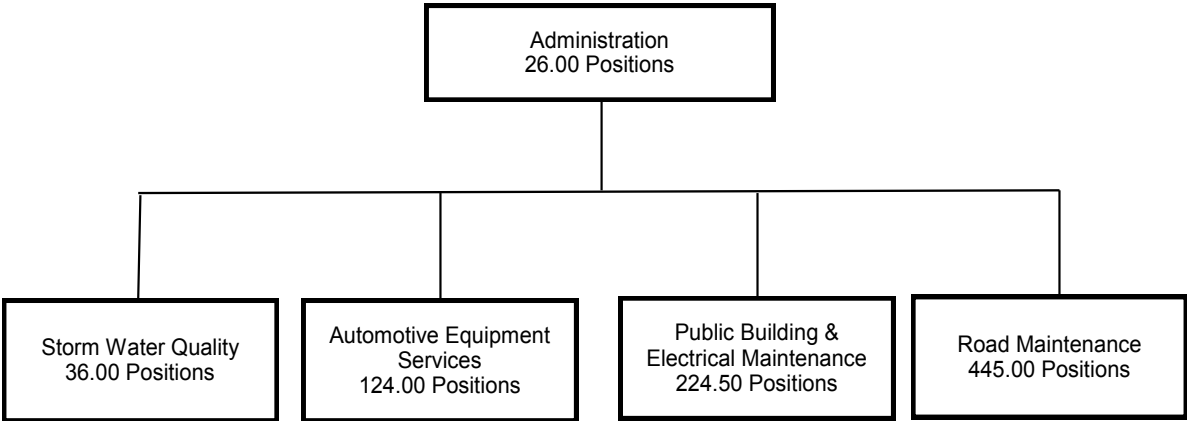 Administration
26.00 Positions
Storm Water Quality
36.00 Positions
Automotive Equipment
Services
124.00 Positions
Public Building &
Electrical Maintenance
224.50 Positions
Road Maintenance
445.00 Positions